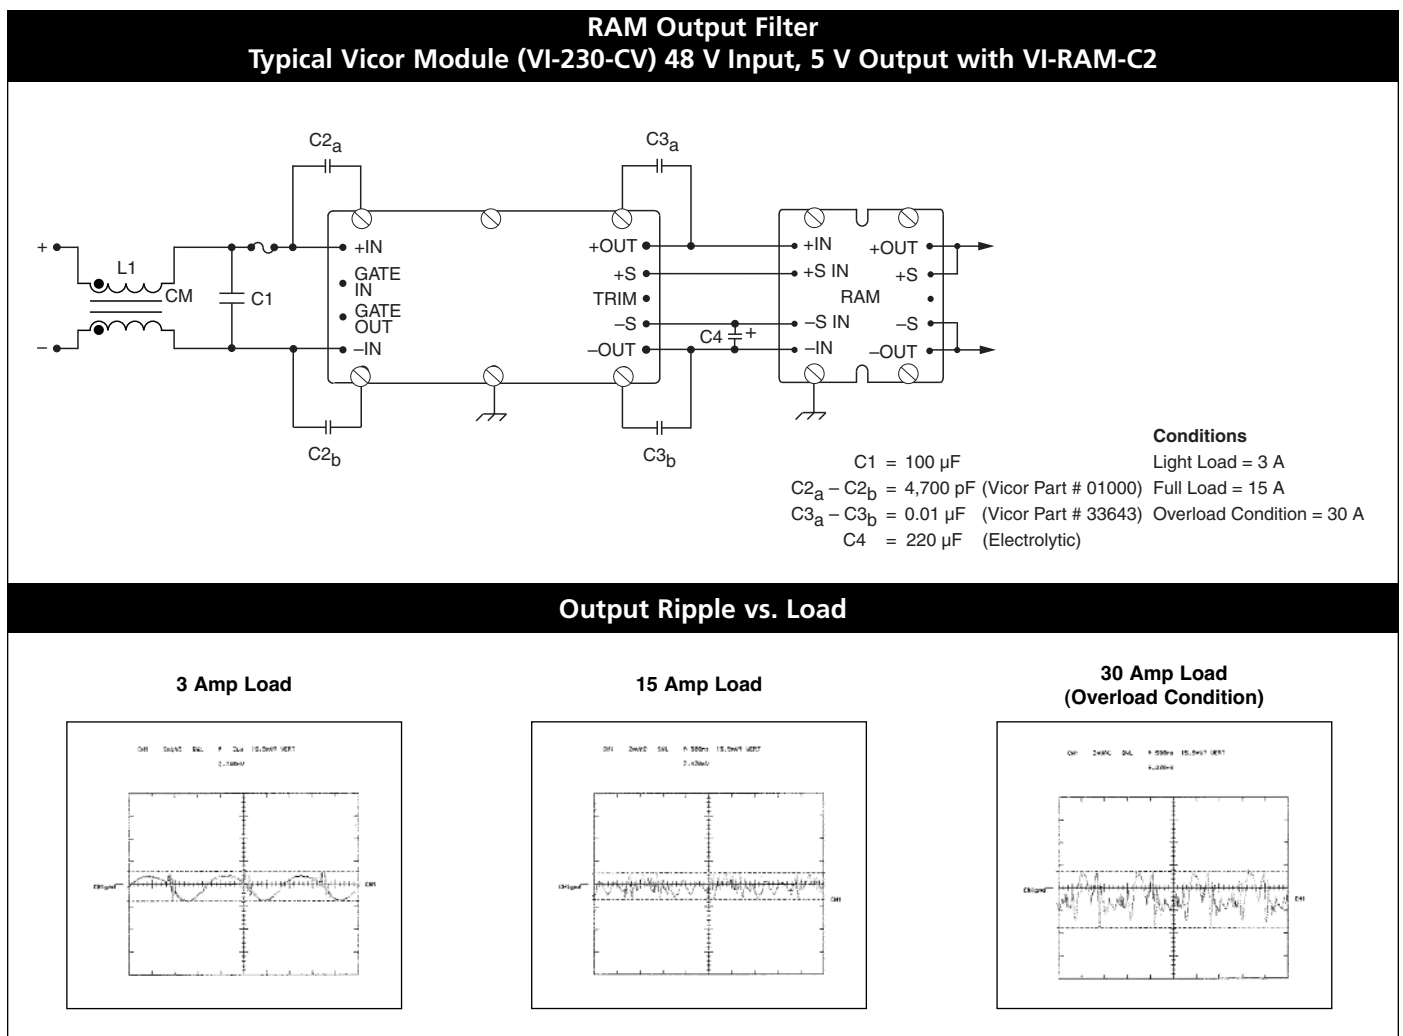 RAM Output Filter
Typical Vicor Module (VI-230-CV) 48 V Input, 5 V Output with VI-RAM-C2
C2a
C3a
+
+IN
+OUT
+IN
+OUT
L1
GATE
IN
+S
+S IN
+S
CM
C1
TRIM
RAM
GATE
OUT
–S
C4
+
–S IN
–S
–
–IN
–OUT
–IN
–OUT
C2b
C3b
Conditions
C1 = 100 µF
Light Load = 3 A
C2a – C2b = 4,700 pF (Vicor Part # 01000) Full Load = 15 A
C3a – C3b = 0.01 µF (Vicor Part # 33643) Overload Condition = 30 A
C4 = 220 µF (Electrolytic)
Output Ripple vs. Load
3 Amp Load
15 Amp Load
30 Amp Load
(Overload Condition)